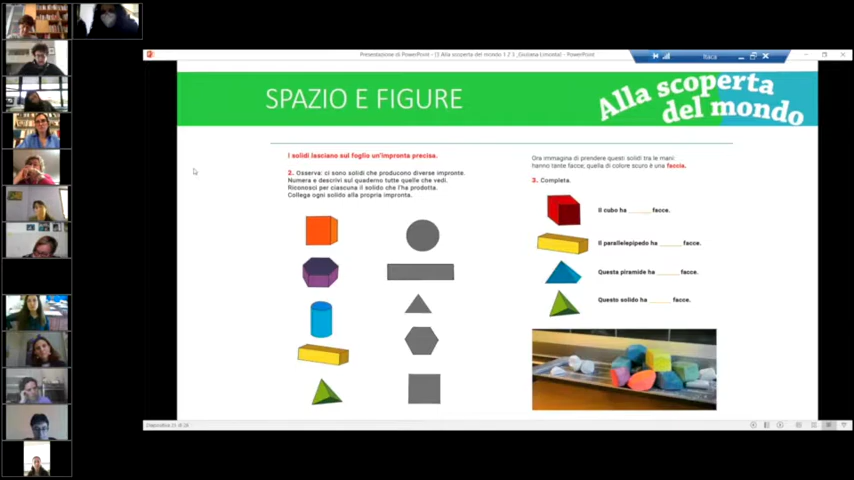 Presentazione di PowerPoint
PowerPoint
SPAZIO E FIGURE
Alla scoperta
del mondo
I solidi lasciano sul foglio un'impronta precisa.
2. Osserva: ci sono solidi che producono diverse impronte.
Numera e descrivi sul quaderno tutte quelle che vedi.
Riconosci per ciascuna il solido che l'ha prodotta.
Collega ogni solido alla propria impronta.
Ora immagina di prendere questi solidi tra le mani:
hanno tante facce; quella di colore scuro è una faccia.
3. Completa.
Il cubo ha ______ facce.
Il parallelepipedo ha ______ facce.
Questa piramide ha ______ facce.
Questo solido ha ______ facce.